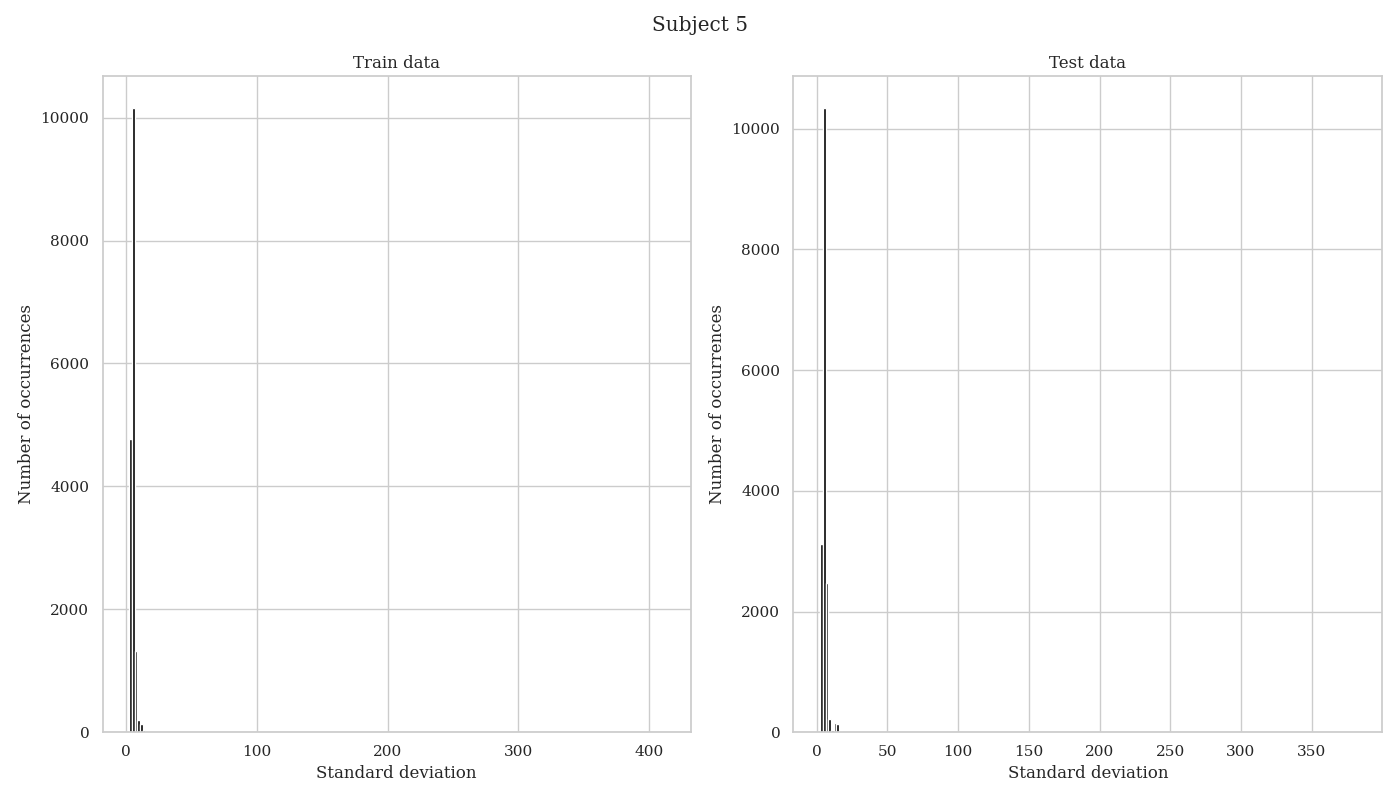 Subject 5
Train data
Number of occurrences
10000
8000
6000
4000
2000
0
0 100 200 300 400
Standard deviation
Test data
Number of occurrences
10000
8000
6000
4000
2000
0
0 50 100 150 200 250 300 350
Standard deviation